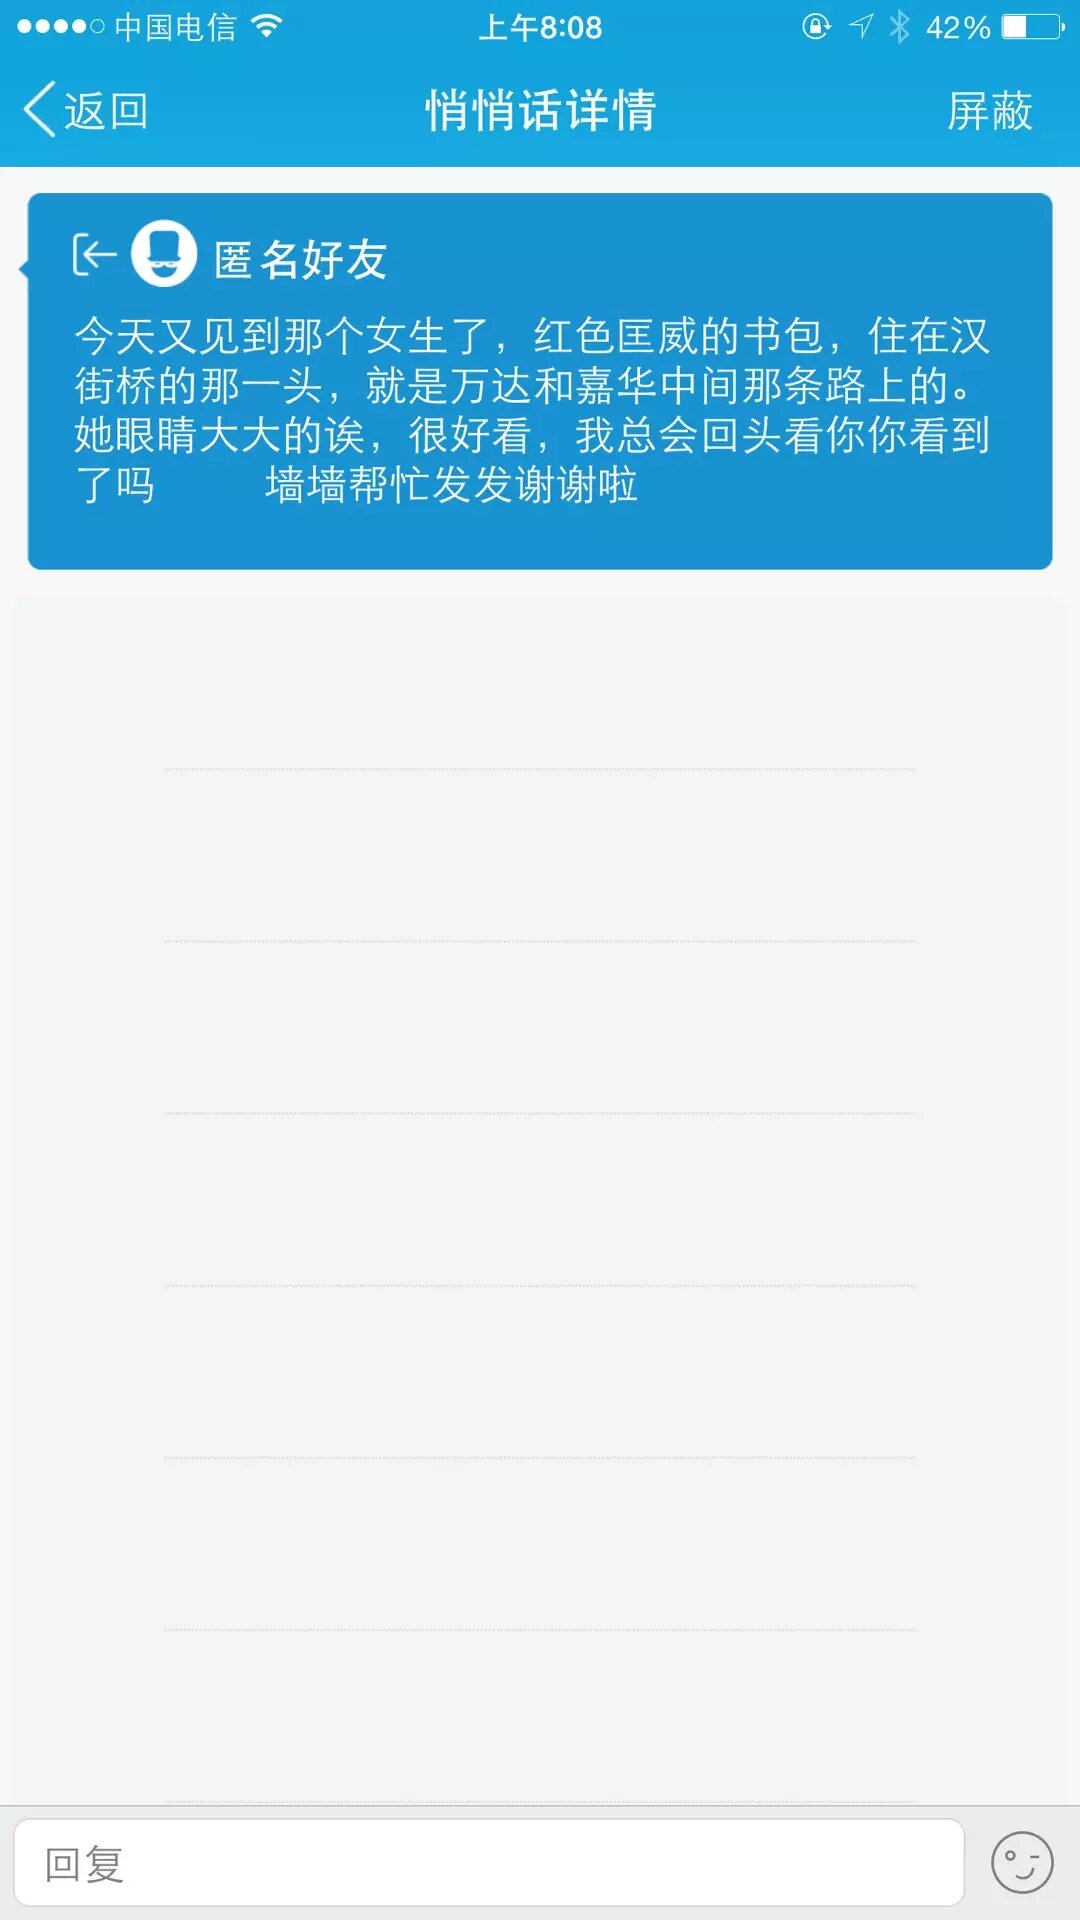 中国电信 上午8:08 42%
返回 悄悄话详情 屏蔽
匿名好友
今天又见到那个女生了，红色匡威的书包，住在汉
街桥的那一头，就是万达和嘉华中间那条路上的。
她眼睛大大的诶，很好看，我总会回头看你你看到
了吗 墙墙帮忙发发谢谢啦
回复